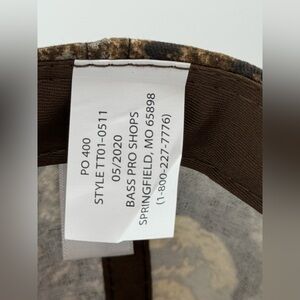 PO 400
STYLE TT01-0511
05/2020
BASS PRO SHOPS
SPRINGFIELD, MO 65898
(1-800-227-7776)